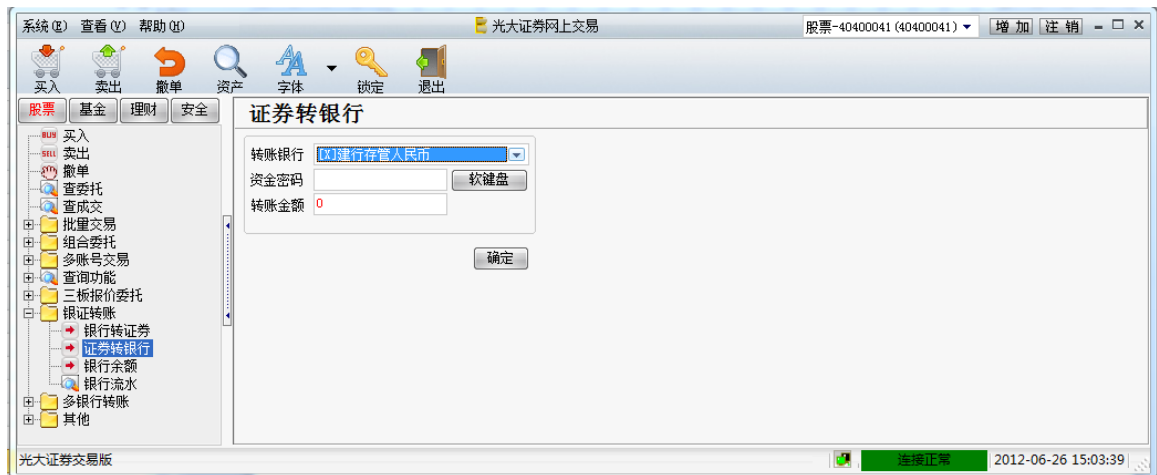 系统(E) 查看(V) 帮助(H) 光大证券网上交易 股票-40400041(40400041) 增 加 注 销
买入 卖出 撤单 资产 字体 锁定 退出
股票 基金 理财 安全
证券转银行
BUY 买入
SELL 卖出
撤单
查委托
查成交
批量交易
组合委托
多账号交易
查询功能
三板报价委托
银证转账
银行转证券
证券转银行
银行余额
银行流水
多银行转账
其他
转账银行 [X]建行存管人民币
资金密码 软键盘
转账金额 0
确定
光大证券交易版 连接正常 2012-06-26 15:03:39